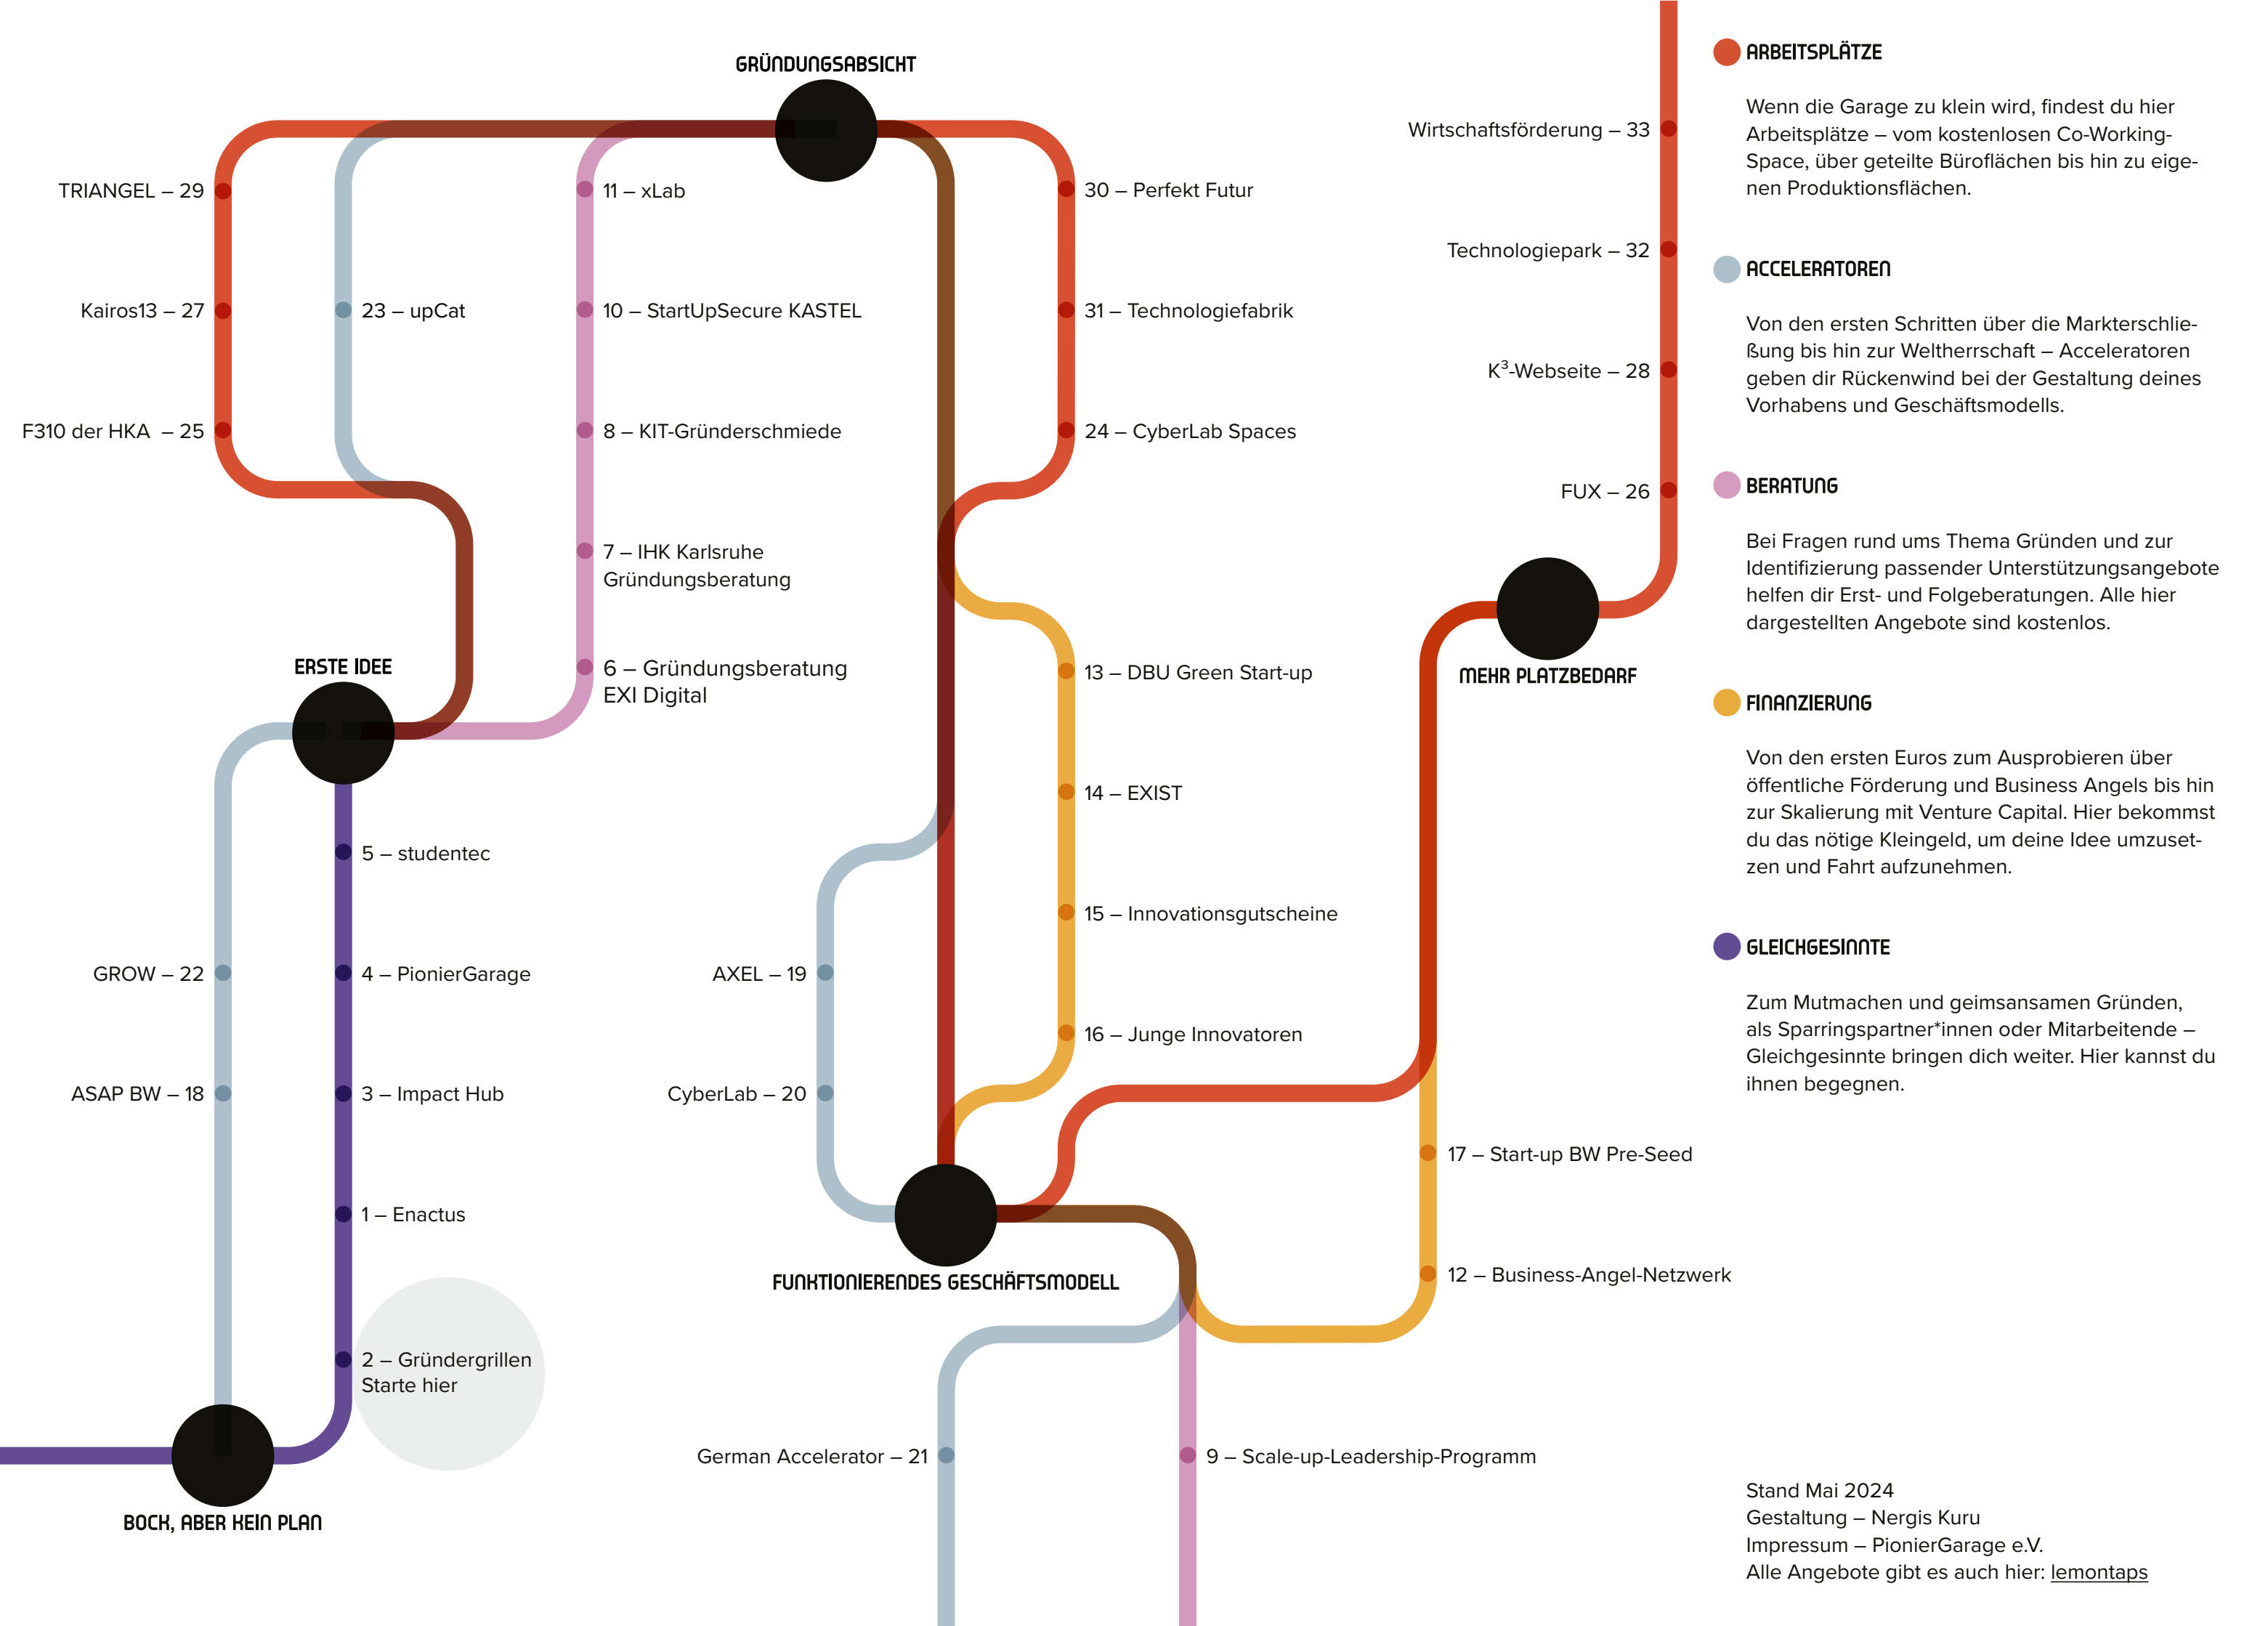 GRÜNDUNGSABSICHT
TRIANGEL – 29
Kairos13 – 27
F310 der HKA – 25
23 – upCat
11 – xLab
10 – StartUpSecure KASTEL
8 – KIT-Gründerschmiede
7 – IHK Karlsruhe
Gründungsberatung
6 – Gründungsberatung
EXI Digital
30 – Perfekt Futur
31 – Technologiefabrik
24 – CyberLab Spaces
13 – DBU Green Start-up
14 – EXIST
15 – Innovationsgutscheine
16 – Junge Innovatoren
Wirtschaftsförderung – 33
Technologiepark – 32
K³-Webseite – 28
FUX – 26
MEHR PLATZBEDARF
ERSTE IDEE
5 – studentec
GROW – 22
4 – PionierGarage
ASAP BW – 18
3 – Impact Hub
1 – Enactus
2 – Gründergrillen
Starte hier
BOCK, ABER KEIN PLAN
AXEL – 19
CyberLab – 20
FUNKTIONIERENDES GESCHÄFTSMODELL
17 – Start-up BW Pre-Seed
12 – Business-Angel-Netzwerk
German Accelerator – 21
9 – Scale-up-Leadership-Programm
ARBEITSPLÄTZE
Wenn die Garage zu klein wird, findest du hier
Arbeitsplätze – vom kostenlosen Co-Working-
Space, über geteilte Büroflächen bis hin zu eige-
nen Produktionsflächen.
ACCELERATOREN
Von den ersten Schritten über die Markterschlie-
ßung bis hin zur Weltherrschaft – Acceleratoren
geben dir Rückenwind bei der Gestaltung deines
Vorhabens und Geschäftsmodells.
BERATUNG
Bei Fragen rund ums Thema Gründen und zur
Identifizierung passender Unterstützungsangebote
helfen dir Erst- und Folgeberatungen. Alle hier
dargestellten Angebote sind kostenlos.
FINANZIERUNG
Von den ersten Euros zum Ausprobieren über
öffentliche Förderung und Business Angels bis hin
zur Skalierung mit Venture Capital. Hier bekommst
du das nötige Kleingeld, um deine Idee umzuset-
zen und Fahrt aufzunehmen.
GLEICHGESINNTE
Zum Mutmachen und geimsansamen Gründen,
als Sparringspartner*innen oder Mitarbeitende –
Gleichgesinnte bringen dich weiter. Hier kannst du
ihnen begegnen.
Stand Mai 2024
Gestaltung – Nergis Kuru
Impressum – PionierGarage e.V.
Alle Angebote gibt es auch hier: lemontaps